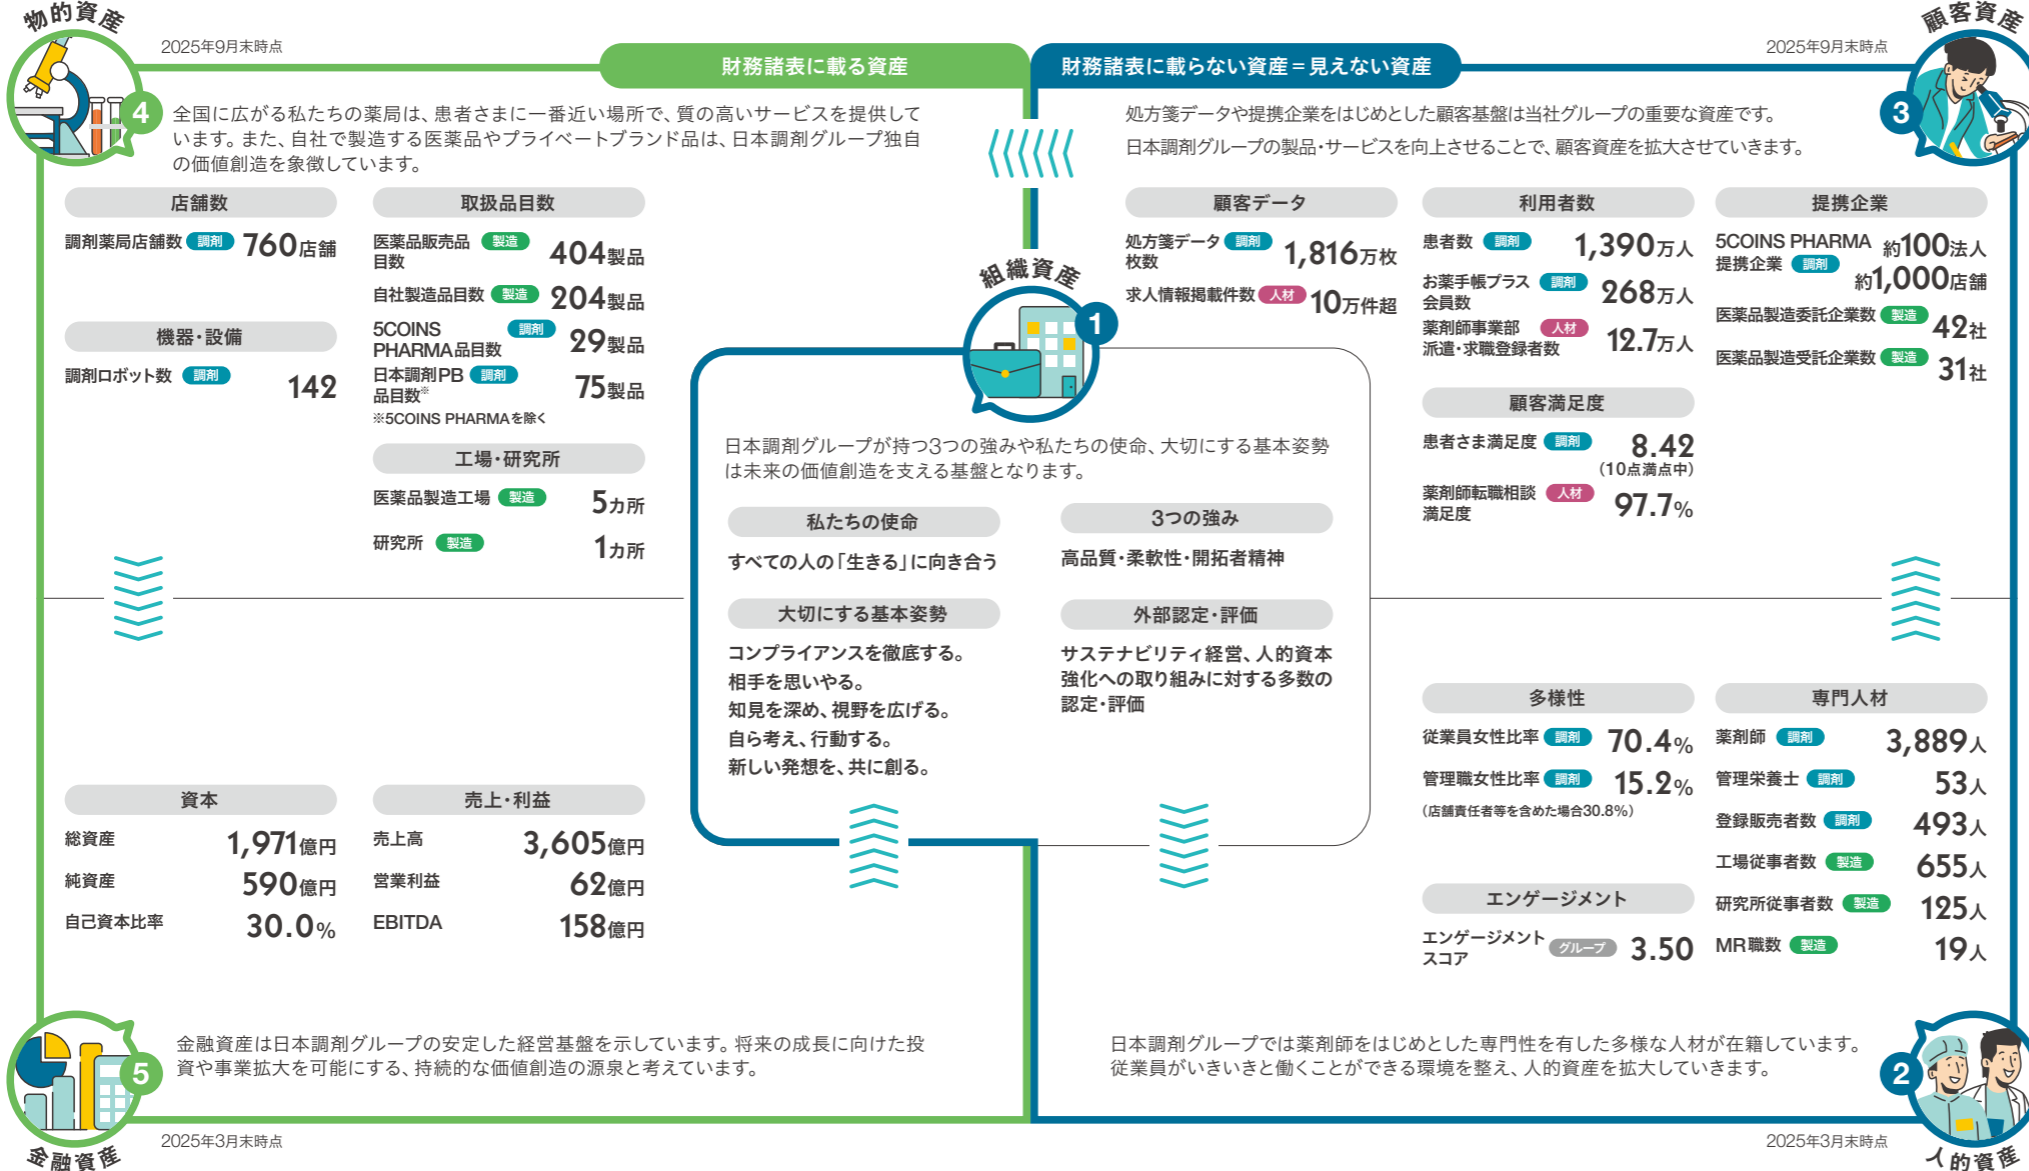 物的資産
4
2025年9月末時点
財務諸表に載る資産
全国に広がる私たちの薬局は、患者さまに一番近い場所で、質の高いサービスを提供して
います。また、自社で製造する医薬品やプライベートブランド品は、日本調剤グループ独自
の価値創造を象徴しています。
店舗数
調剤薬局店舗数 調剤 760店舗
機器・設備
調剤ロボット数 調剤 142
取扱品目数
医薬品販売品
目数 製造 404製品
自社製造品目数 製造 204製品
5COINS
PHARMA品目数 調剤 29製品
日本調剤PB
品目数※ 調剤 75製品
※5COINS PHARMAを除く
工場・研究所
医薬品製造工場 製造 5カ所
研究所 製造 1カ所
財務諸表に載らない資産＝見えない資産
2025年9月末時点
顧客資産
3
処方箋データや提携企業をはじめとした顧客基盤は当社グループの重要な資産です。
日本調剤グループの製品・サービスを向上させることで、顧客資産を拡大させていきます。
顧客データ
処方箋データ
枚数 調剤 1,816万枚
求人情報掲載件数 人材 10万件超
利用者数
患者数 調剤 1,390万人
お薬手帳プラス
会員数 調剤 268万人
薬剤師事業部
派遣・求職登録者数 人材 12.7万人
顧客満足度
患者さま満足度 調剤 8.42
(10点満点中)
薬剤師転職相談
満足度 人材 97.7%
提携企業
5COINS PHARMA
提携企業 調剤 約100法人
約1,000店舗
医薬品製造委託企業数 製造 42社
医薬品製造受託企業数 製造 31社
組織資産
1
日本調剤グループが持つ3つの強みや私たちの使命、大切にする基本姿勢
は未来の価値創造を支える基盤となります。
私たちの使命
すべての人の「生きる」に向き合う
3つの強み
高品質・柔軟性・開拓者精神
大切にする基本姿勢
コンプライアンスを徹底する。
相手を思いやる。
知見を深め、視野を広げる。
自ら考え、行動する。
新しい発想を、共に創る。
外部認定・評価
サステナビリティ経営、人的資本
強化への取り組みに対する多数の
認定・評価
資本
総資産 1,971億円
純資産 590億円
自己資本比率 30.0%
売上・利益
売上高 3,605億円
営業利益 62億円
EBITDA 158億円
5
金融資産は日本調剤グループの安定した経営基盤を示しています。将来の成長に向けた投
資や事業拡大を可能にする、持続的な価値創造の源泉と考えています。
金融資産
2025年3月末時点
多様性
従業員女性比率 調剤 70.4%
管理職女性比率 調剤 15.2%
(店舗責任者等を含めた場合30.8%)
エンゲージメント
エンゲージメント
スコア グループ 3.50
専門人材
薬剤師 調剤 3,889人
管理栄養士 調剤 53人
登録販売者数 調剤 493人
工場従事者数 製造 655人
研究所従事者数 製造 125人
MR職数 製造 19人
日本調剤グループでは薬剤師をはじめとした専門性を有した多様な人材が在籍しています。
従業員がいきいきと働くことができる環境を整え、人的資産を拡大していきます。
2
2025年3月末時点
人的資産